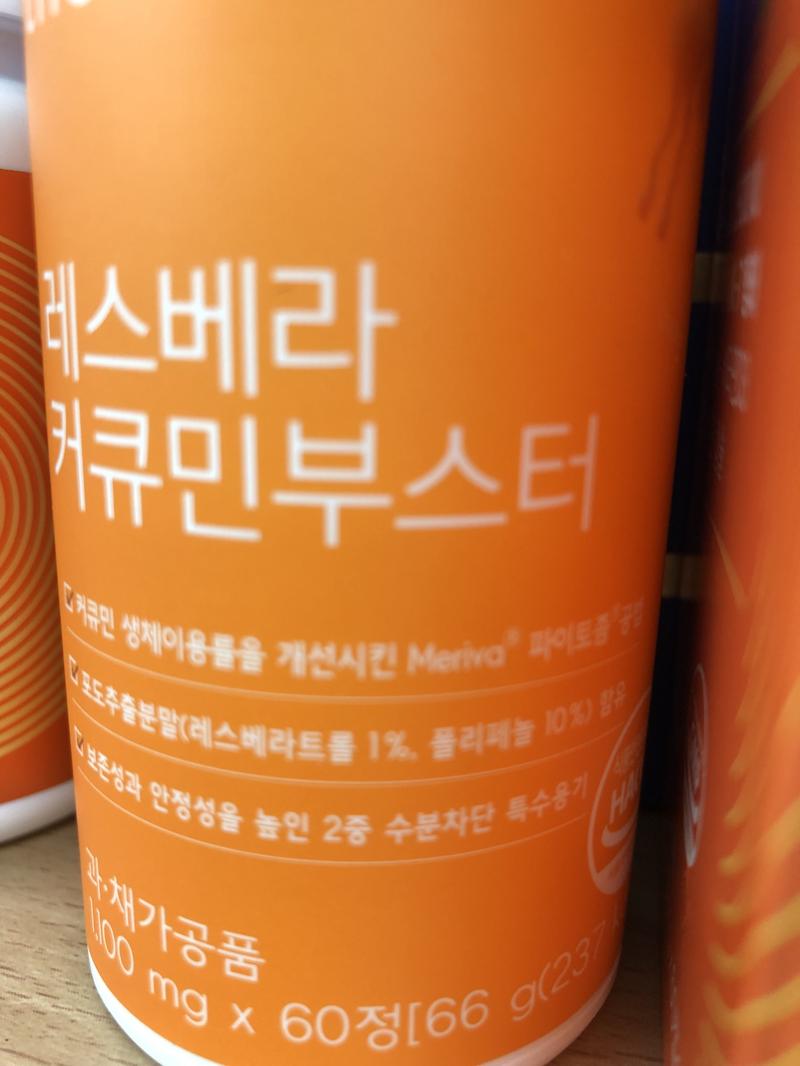 레스베라
커큐민부스터
커큐민 생체이용률을 개선시킨 Meriva® 파이토좀®공법
포도추출분말(레스베라트롤 1%, 폴리페놀 10%) 함유
보존성과 안정성을 높인 2중 수분차단 특수용기
과·채가공품
1,100 mg x 60정[66 g(237